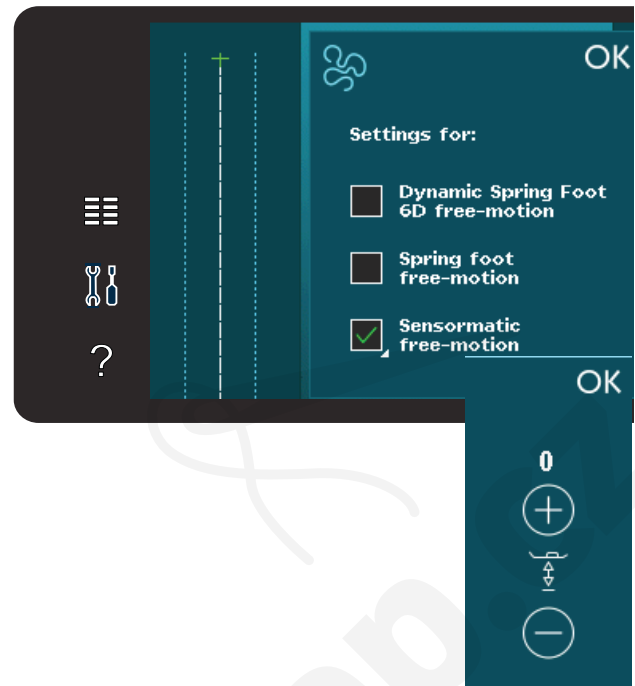 OK
Settings for:
Dynamic Spring Foot
6D free-motion
Spring foot
free-motion
Sensormatic
free-motion
?
OK
0